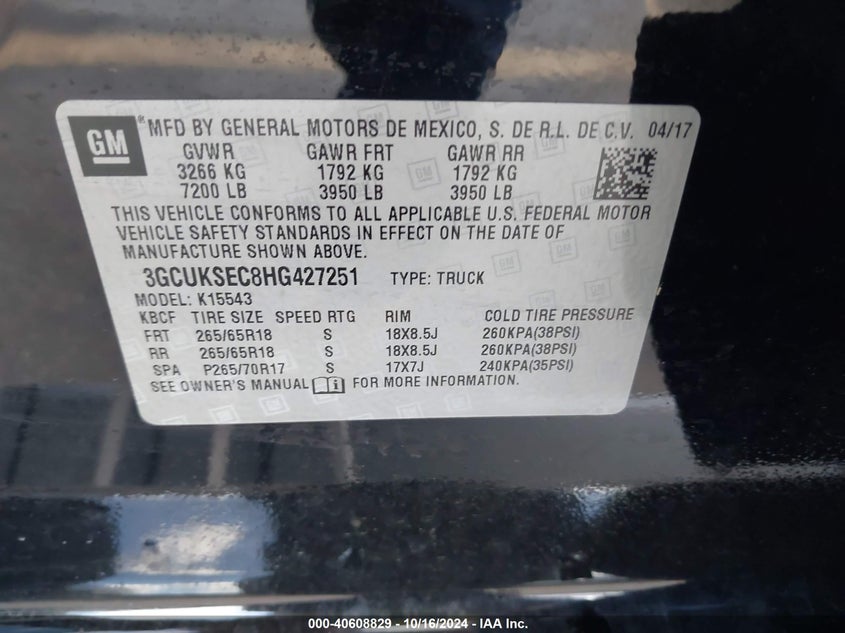 GM ® MFD BY GENERAL MOTORS DE MEXICO, S. DE R.L. DE C.V. 04/17
GVWR GAWR FRT GAWR RR
3266 KG 1792 KG 1792 KG
7200 LB 3950 LB 3950 LB
THIS VEHICLE CONFORMS TO ALL APPLICABLE U.S. FEDERAL MOTOR
VEHICLE SAFETY STANDARDS IN EFFECT ON THE DATE OF
MANUFACTURE SHOWN ABOVE.
3GCUKSEC8HG427251 TYPE: TRUCK
MODEL: K15543
KBCF TIRE SIZE SPEED RTG RIM COLD TIRE PRESSURE
FRT 265/65R18 S 18X8.5J 260KPA(38PSI)
RR 265/65R18 S 18X8.5J 260KPA(38PSI)
SPA P265/70R17 S 17X7J 240KPA(35PSI)
SEE OWNER'S MANUAL FOR MORE INFORMATION.
000-40608829 - 10/16/2024 - IAA Inc.